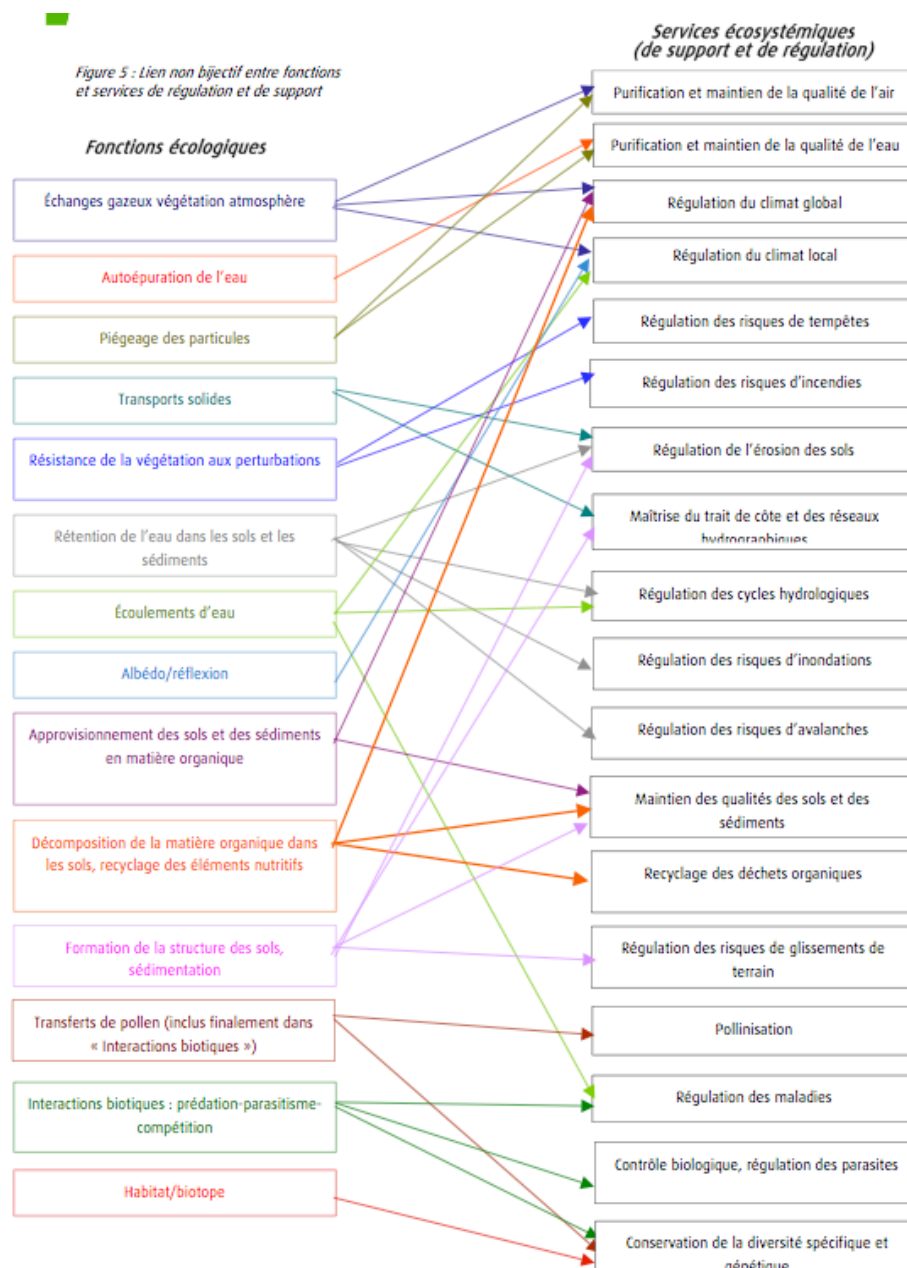 Services écosystémiques
(de support et de régulation)
Figure 5 : Lien non bijectif entre fonctions
et services de régulation et de support
Fonctions écologiques
Échanges gazeux végétation atmosphère
Autoépuration de l'eau
Piégeage des particules
Transports solides
Résistance de la végétation aux perturbations
Rétention de l'eau dans les sols et les
sédiments
Écoulements d'eau
Albédo/réflexion
Approvisionnement des sols et des sédiments
en matière organique
Décomposition de la matière organique dans
les sols, recyclage des éléments nutritifs
Formation de la structure des sols,
sédimentation
Transferts de pollen (inclus finalement dans
« Interactions biotiques »)
Interactions biotiques : prédation-parasitisme-
compétition
Habitat/biotope
Purification et maintien de la qualité de l'air
Purification et maintien de la qualité de l'eau
Régulation du climat global
Régulation du climat local
Régulation des risques de tempêtes
Régulation des risques d'incendies
Régulation de l'érosion des sols
Maîtrise du trait de côte et des réseaux
hydrographiques
Régulation des cycles hydrologiques
Régulation des risques d'inondations
Régulation des risques d'avalanches
Maintien des qualités des sols et des
sédiments
Recyclage des déchets organiques
Régulation des risques de glissements de
terrain
Pollinisation
Régulation des maladies
Contrôle biologique, régulation des parasites
Conservation de la diversité spécifique et
génétique